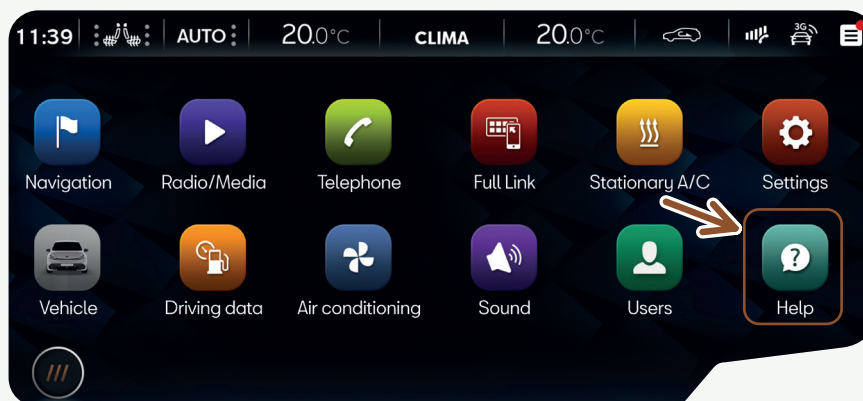 11:39 AUTO 20.0°C CLIMA 20.0°C 3G
Navigation Radio/Media Telephone Full Link Stationary A/C Settings
Vehicle Driving data Air conditioning Sound Users Help